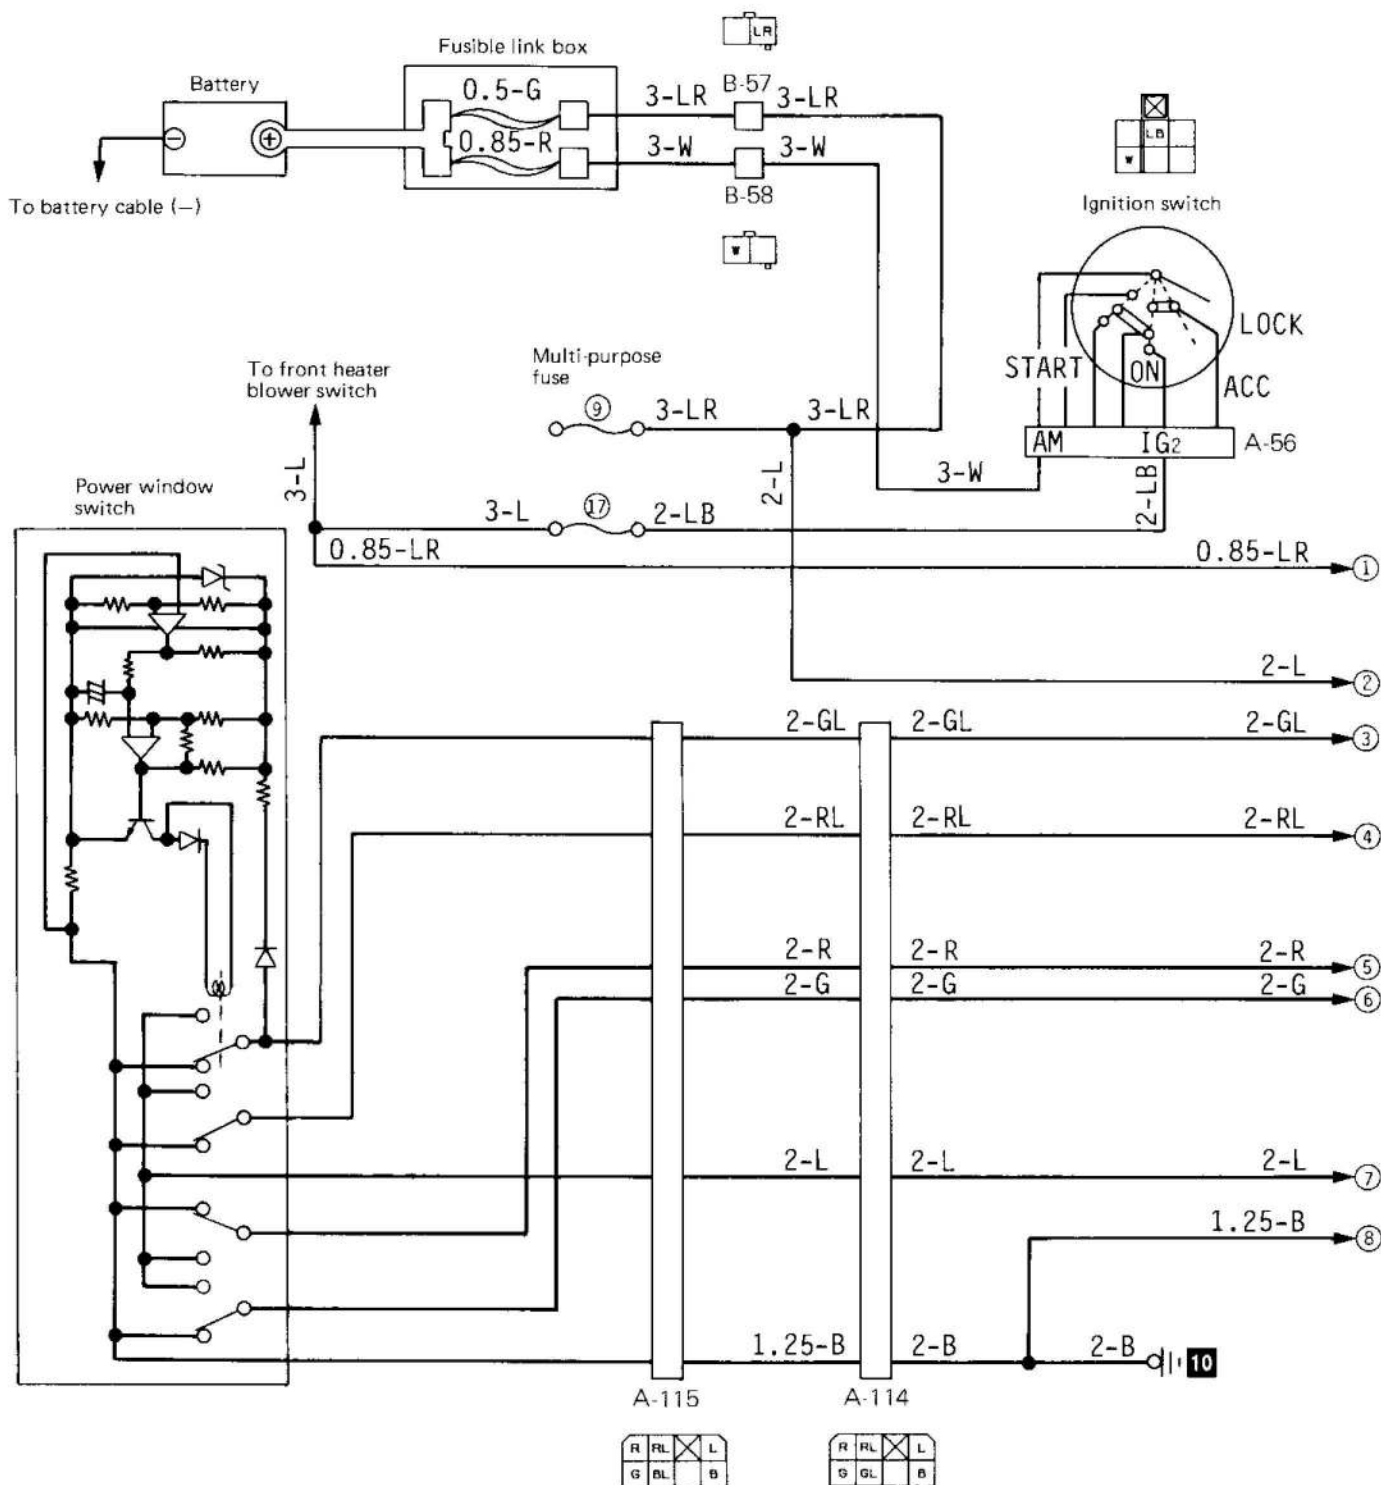 LR
Fusible link box
Battery
B-57
0.5-G
3-LR
3-LR
LB
W
0.85-R
3-W
3-W
B-58
To battery cable (−)
Ignition switch
W
LOCK
To front heater
blower switch
Multi-purpose
fuse
START
ON
ACC
9
3-LR
3-LR
AM
IG2
A-56
3-L
2-L
3-W
2-LB
Power window
switch
3-L
17
2-LB
0.85-LR
0.85-LR
1
2-L
2
2-GL
2-GL
2-GL
3
2-RL
2-RL
2-RL
4
2-R
2-R
2-R
5
2-G
2-G
2-G
6
2-L
2-L
2-L
7
1.25-B
8
1.25-B
2-B
2-B
10
A-115
A-114
R RL L
G BL B
R RL L
G GL B